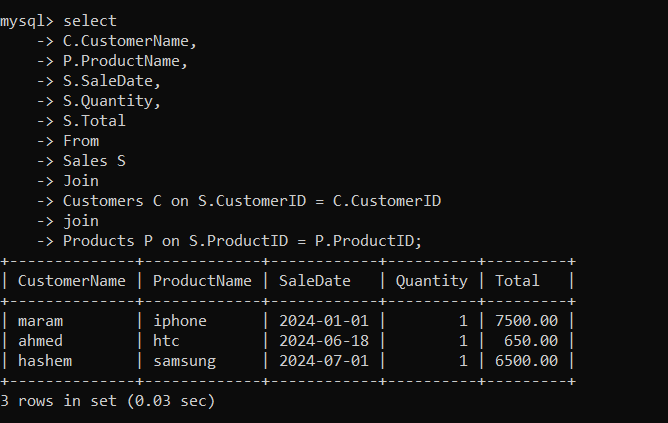 mysql> select
    -> C.CustomerName,
    -> P.ProductName,
    -> S.SaleDate,
    -> S.Quantity,
    -> S.Total
    -> From
    -> Sales S
    -> Join
    -> Customers C on S.CustomerID = C.CustomerID
    -> join
    -> Products P on S.ProductID = P.ProductID;
+--------------+-------------+------------+----------+---------+
| CustomerName | ProductName | SaleDate   | Quantity | Total   |
+--------------+-------------+------------+----------+---------+
| maram        | iphone      | 2024-01-01 |        1 | 7500.00 |
| ahmed        | htc         | 2024-06-18 |        1 |  650.00 |
| hashem       | samsung     | 2024-07-01 |        1 | 6500.00 |
+--------------+-------------+------------+----------+---------+
3 rows in set (0.03 sec)